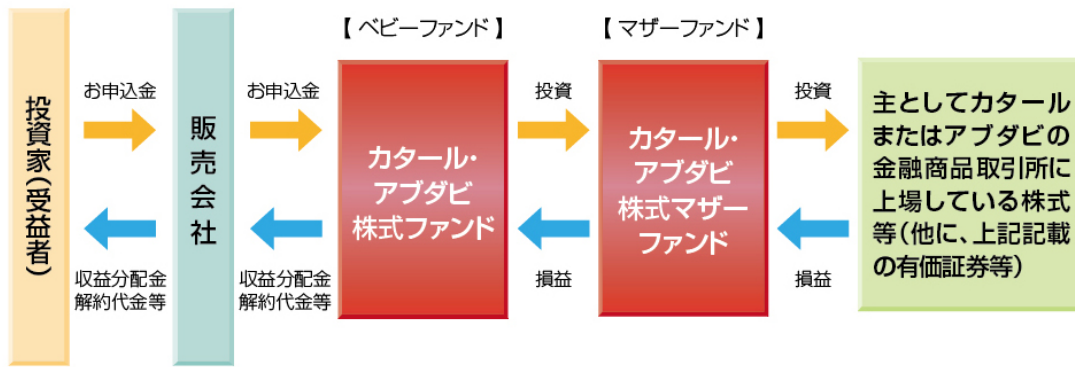 【 ベビーファンド 】
【 マザーファンド 】
投資家(受益者)
お申込金
収益分配金
解約代金等
販売会社
お申込金
収益分配金
解約代金等
カタール・
アブダビ
株式ファンド
投資
損益
カタール・
アブダビ
株式マザー
ファンド
投資
損益
主としてカタール
またはアブダビの
金融商品取引所に
上場している株式
等(他に、上記記載
の有価証券等)